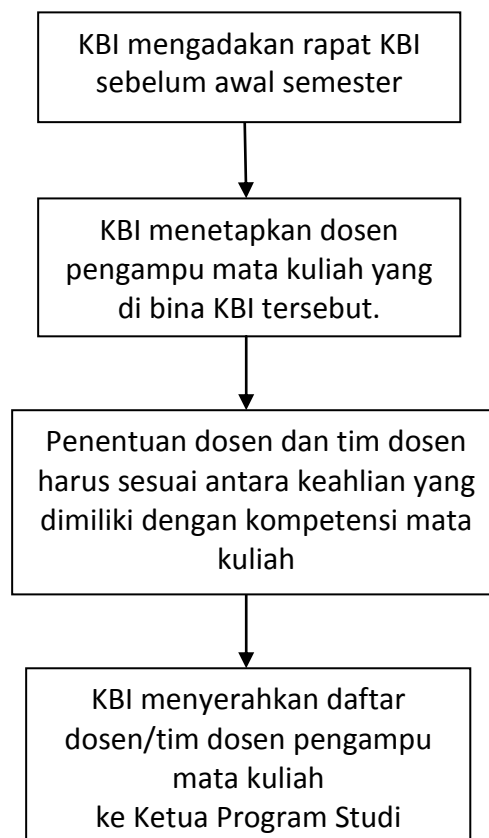 KBI mengadakan rapat KBI
sebelum awal semester
KBI menetapkan dosen
pengampu mata kuliah yang
di bina KBI tersebut.
Penentuan dosen dan tim dosen
harus sesuai antara keahlian yang
dimiliki dengan kompetensi mata
kuliah
KBI menyerahkan daftar
dosen/tim dosen pengampu
mata kuliah
ke Ketua Program Studi